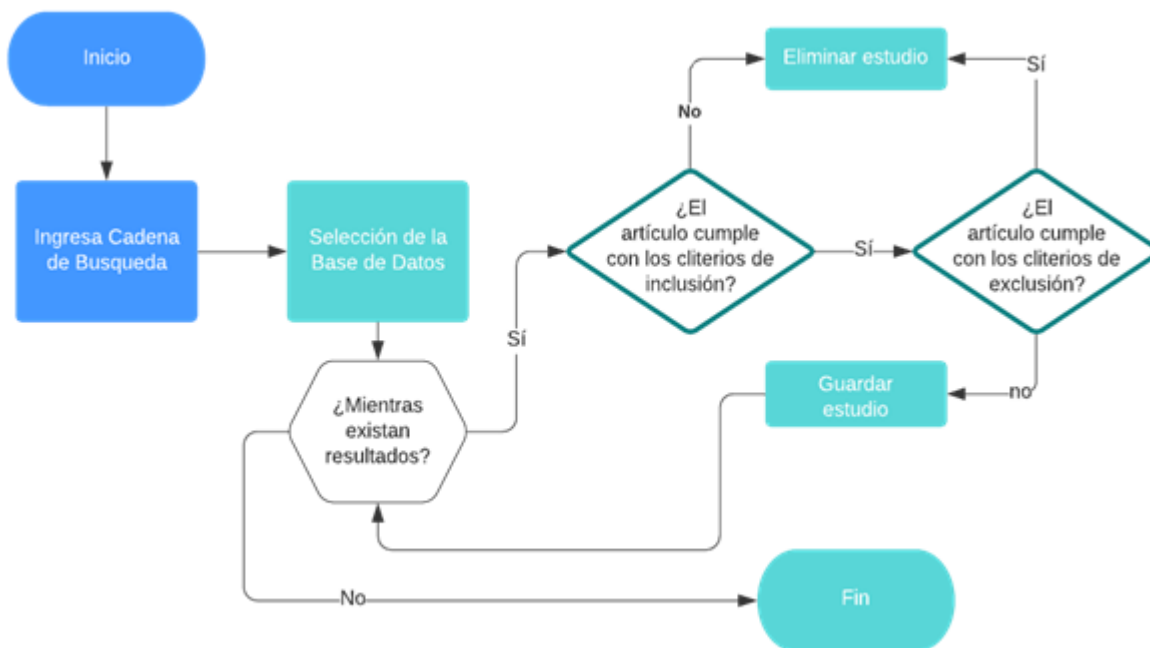 Inicio
Ingresa Cadena
de Busqueda
Selección de la
Base de Datos
¿Mientras
existan
resultados?
Sí
No
¿El
artículo cumple
con los cliterios de
inclusión?
No
Sí
Eliminar estudio
¿El
artículo cumple
con los cliterios de
exclusión?
Sí
no
Guardar
estudio
Fin